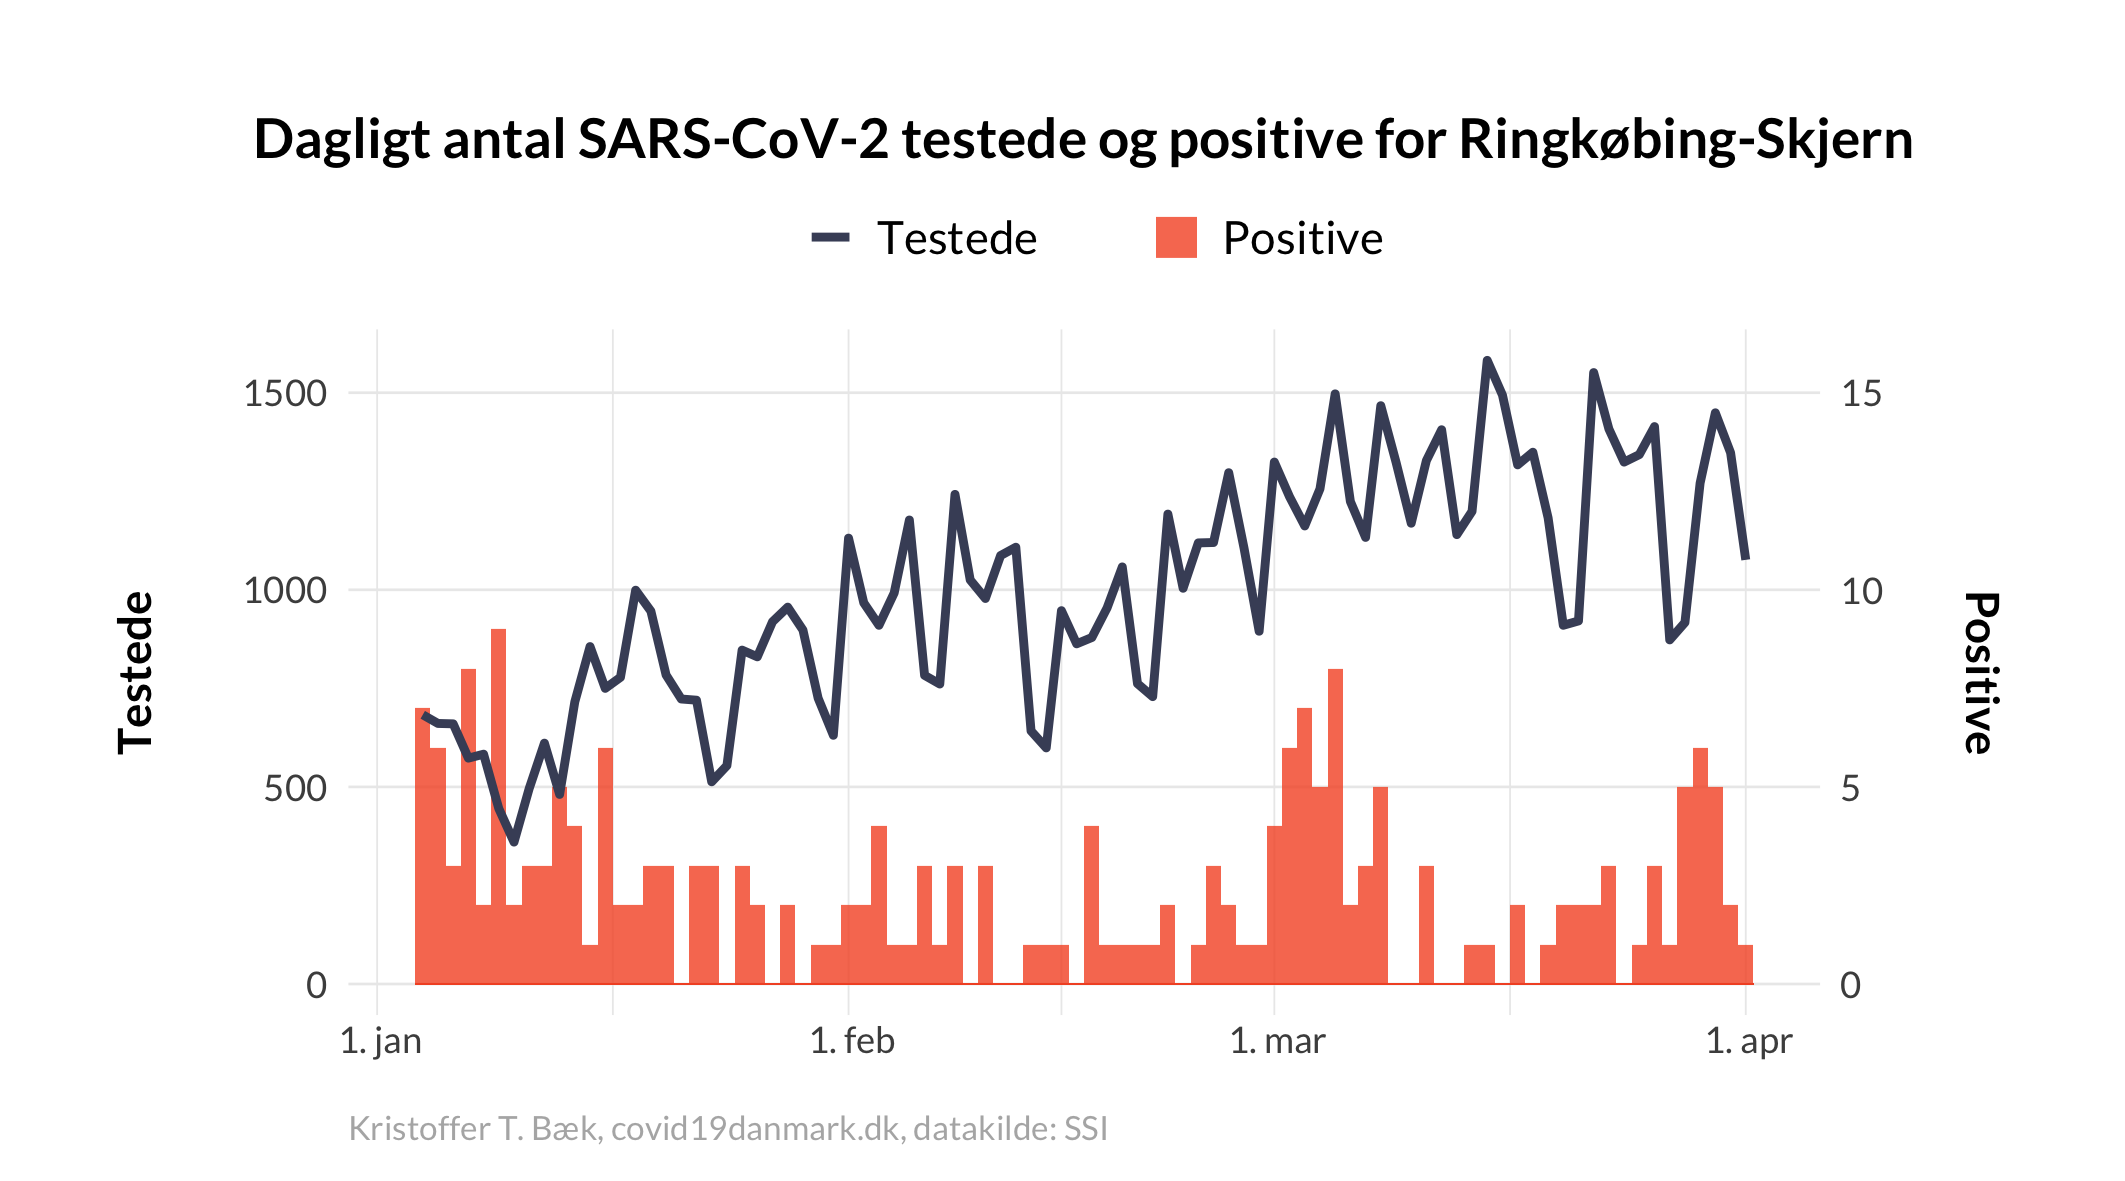 Dagligt antal SARS-CoV-2 testede og positive for Ringkøbing-Skjern
Testede
Positive
1500
1000
500
0
15
10
5
0
Testede
Positive
1. jan
1. feb
1. mar
1. apr
Kristoffer T. Bæk, covid19danmark.dk, datakilde: SSI